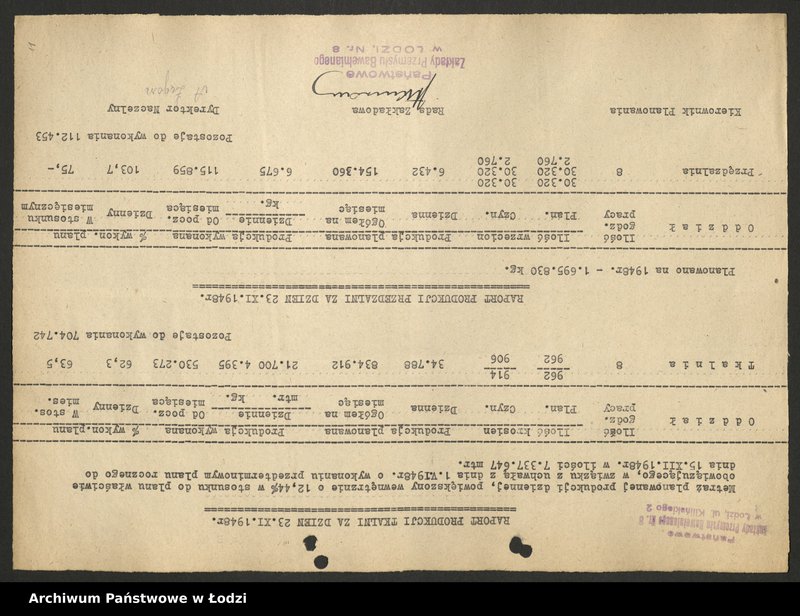 Państwowe
Zakłady Przemysłu Bawełnianego Nr. 8
w Łodzi, ul. Kilińskiego 2
RAPORT PRODUKCJI TKALNI ZA DZIEŃ 23.XI.1948r.
Metraż planowanej produkcji dziennej, powiększony wewnętrznie o 12,44% w stosunku do planu właściwie
obowiązującego, w związku z uchwałą z dnia 1.VI.1948r. o wykonaniu przedterminowym planu rocznego do
dnia 15.XII.1948r. w ilości 7.337.647 mtr.
Oddział Ilość godz. pracy Ilość krosien Produkcja planowana Produkcja wykonana % wykon.planu
Plan. Czyn. Dzienna Ogółem na miesiąc Dziennie mtr. kg. Od pocz. miesiąca Dzienny W stos. mies.
Tkalnia 8 962 914 34.788 834.912 21.700 4.395 530.273 62,3 63,5
962 906
Pozostaje do wykonania 704.742
RAPORT PRODUKCJI PRZĘDZALNI ZA DZIEŃ 23.XI.1948r.
Planowano na 1948r. - 1.695.830 kg.
Oddział Ilość godz. pracy Ilość wrzecion Produkcja planowana Produkcja wykonana % wykon. planu
Plan. Czyn. Dzienna Ogółem na miesiąc Dziennie kg. Od pocz. miesiąca Dzienny W stosunku miesięcznym
Przędzalnia 8 30.320 30.320 6.432 154.360 6.675 115.859 103,7 75,-
30.320 30.320
2.760 2.760
Pozostaje do wykonania 112.453
Kierownik Planowania Rada Zakładowa Dyrektor Naczelny
Państwowe
Zakłady Przemysłu Bawełnianego
w ŁODZI, Nr. 8
Archiwum Państwowe w Łodzi